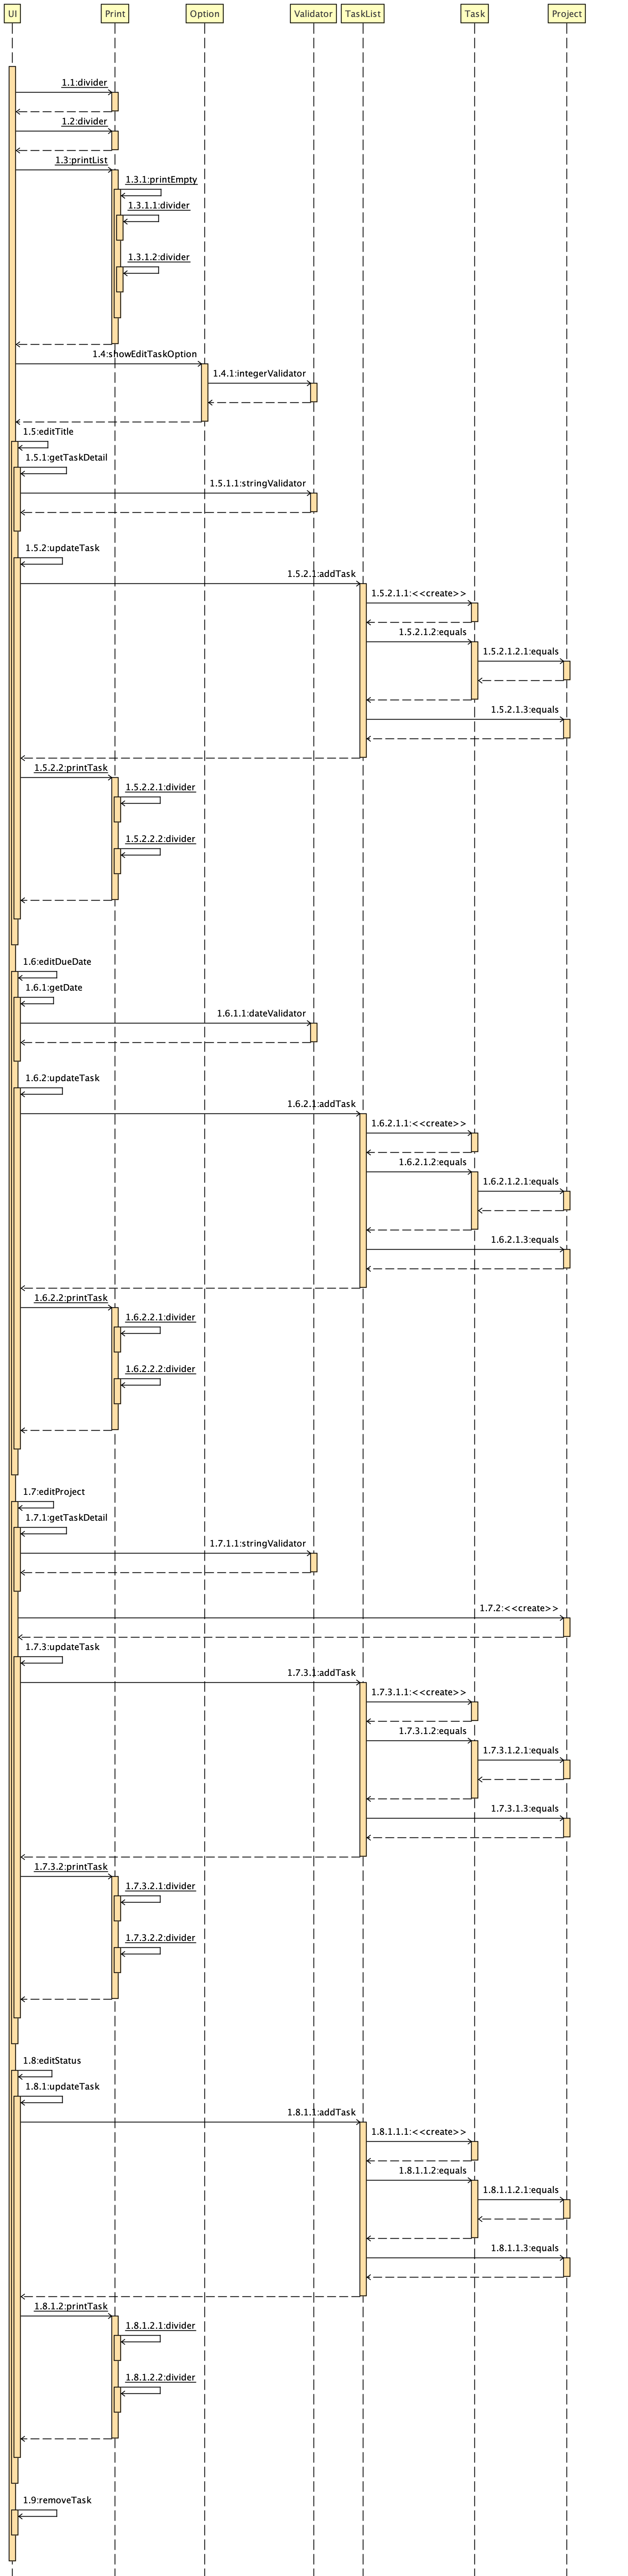 UI Print Option Validator TaskList Task Project
1.1:divider
1.2:divider
1.3:printList
1.3.1:printEmpty
1.3.1.1:divider
1.3.1.2:divider
1.4:showEditTaskOption
1.4.1:integerValidator
1.5:editTitle
1.5.1:getTaskDetail
1.5.1.1:stringValidator
1.5.2:updateTask
1.5.2.1:addTask
1.5.2.1.1:<<create>>
1.5.2.1.2:equals
1.5.2.1.2.1:equals
1.5.2.1.3:equals
1.5.2.2:printTask
1.5.2.2.1:divider
1.5.2.2.2:divider
1.6:editDueDate
1.6.1:getDate
1.6.1.1:dateValidator
1.6.2:updateTask
1.6.2.1:addTask
1.6.2.1.1:<<create>>
1.6.2.1.2:equals
1.6.2.1.2.1:equals
1.6.2.1.3:equals
1.6.2.2:printTask
1.6.2.2.1:divider
1.6.2.2.2:divider
1.7:editProject
1.7.1:getTaskDetail
1.7.1.1:stringValidator
1.7.2:<<create>>
1.7.3:updateTask
1.7.3.1:addTask
1.7.3.1.1:<<create>>
1.7.3.1.2:equals
1.7.3.1.2.1:equals
1.7.3.1.3:equals
1.7.3.2:printTask
1.7.3.2.1:divider
1.7.3.2.2:divider
1.8:editStatus
1.8.1:updateTask
1.8.1.1:addTask
1.8.1.1.1:<<create>>
1.8.1.1.2:equals
1.8.1.1.2.1:equals
1.8.1.1.3:equals
1.8.1.2:printTask
1.8.1.2.1:divider
1.8.1.2.2:divider
1.9:removeTask